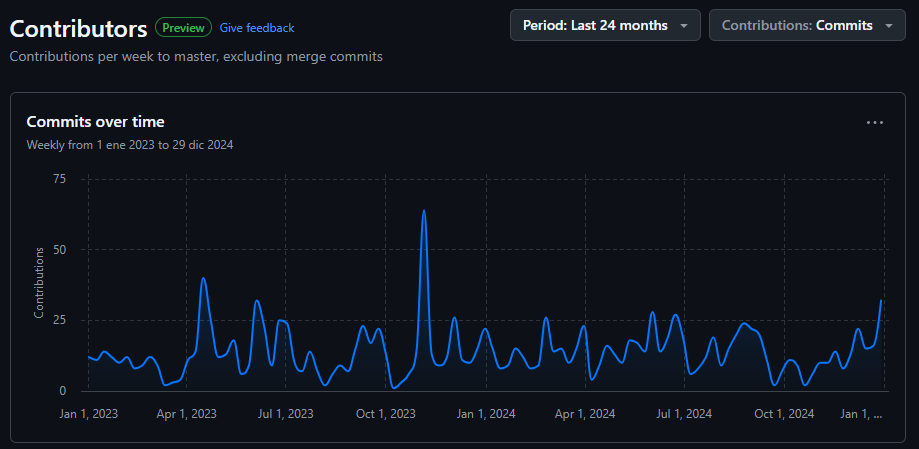 Contributors Preview Give feedback
Period: Last 24 months
Contributions: Commits
Contributions per week to master, excluding merge commits
Commits over time
Weekly from 1 ene 2023 to 29 dic 2024
75
50
25
0
Contributions
Jan 1, 2023 Apr 1, 2023 Jul 1, 2023 Oct 1, 2023 Jan 1, 2024 Apr 1, 2024 Jul 1, 2024 Oct 1, 2024 Jan 1, ...